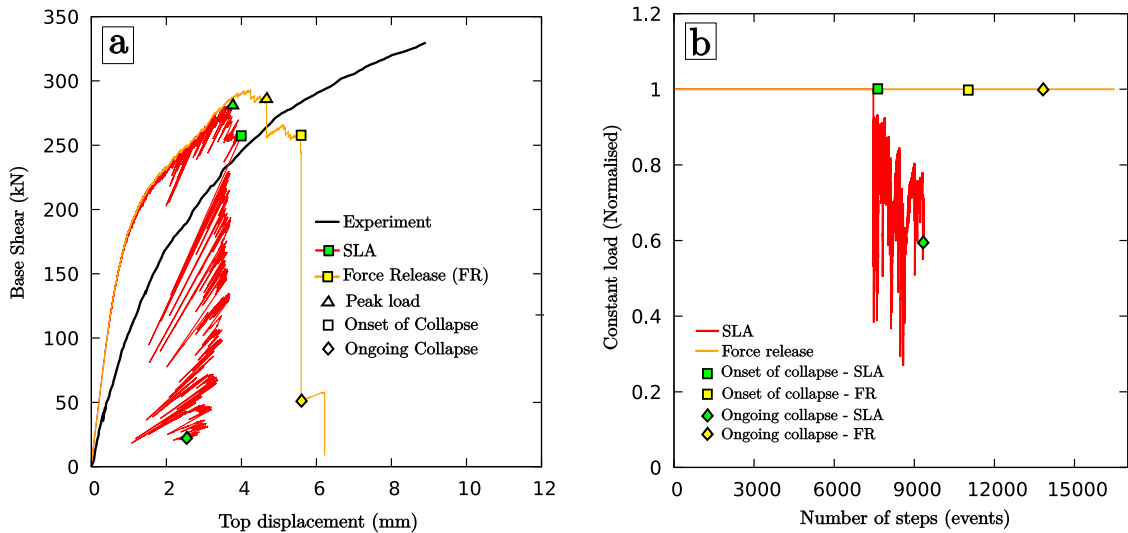 a
350
300
250
200
150
100
50
0
Base Shear (kN)
0 2 4 6 8 10 12
Top displacement (mm)
Experiment
SLA
Force Release (FR)
Peak load
Onset of Collapse
Ongoing Collapse
b
1.2
1
0.8
0.6
0.4
0.2
0
Constant load (Normalised)
0 3000 6000 9000 12000 15000
Number of steps (events)
SLA
Force release
Onset of collapse - SLA
Onset of collapse - FR
Ongoing collapse - SLA
Ongoing collapse - FR